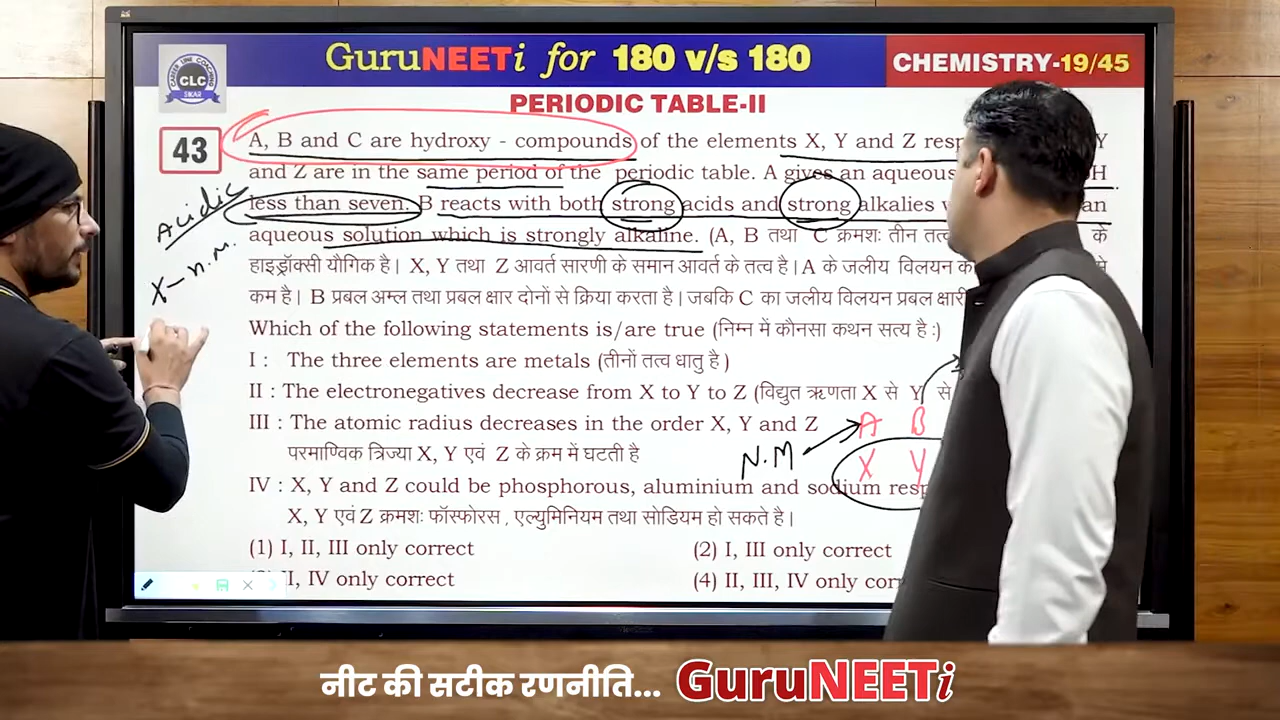 CAREER LINE COACHING
CLC
SIKAR
GuruNEETi for 180 v/s 180
CHEMISTRY-19/45
PERIODIC TABLE-II
43
A, B and C are hydroxy - compounds of the elements X, Y and Z resp Y
and Z are in the same period of the periodic table. A gives an aqueous H
less than seven. B reacts with both strong acids and strong alkalies an
aqueous solution which is strongly alkaline. (A, B तथा C क्रमशः तीन के
हाइड्रॉक्सी यौगिक है। X, Y तथा Z आवर्त सारणी के समान आवर्त के तत्व है। A के जलीय विलयन
कम है। B प्रबल अम्ल तथा प्रबल क्षार दोनों से क्रिया करता है। जबकि C का जलीय विलयन प्रबल
Which of the following statements is/are true (निम्न में कौनसा कथन सत्य है :)
I : The three elements are metals (तीनों तत्व धातु है )
II : The electronegatives decrease from X to Y to Z (विद्युत ऋणता X से Y से
III : The atomic radius decreases in the order X, Y and Z
परमाण्विक त्रिज्या X, Y एवं Z के क्रम में घटती है
IV : X, Y and Z could be phosphorous, aluminium and sodium resp
X, Y एवं Z क्रमशः फॉस्फोरस , एल्युमिनियम तथा सोडियम हो सकते है।
(1) I, II, III only correct
(2) I, III only correct
II, IV only correct
(4) II, III, IV only
Acidic
X - n.m.
A B
N.M
X Y
नीट की सटीक रणनीति... GuruNEETi